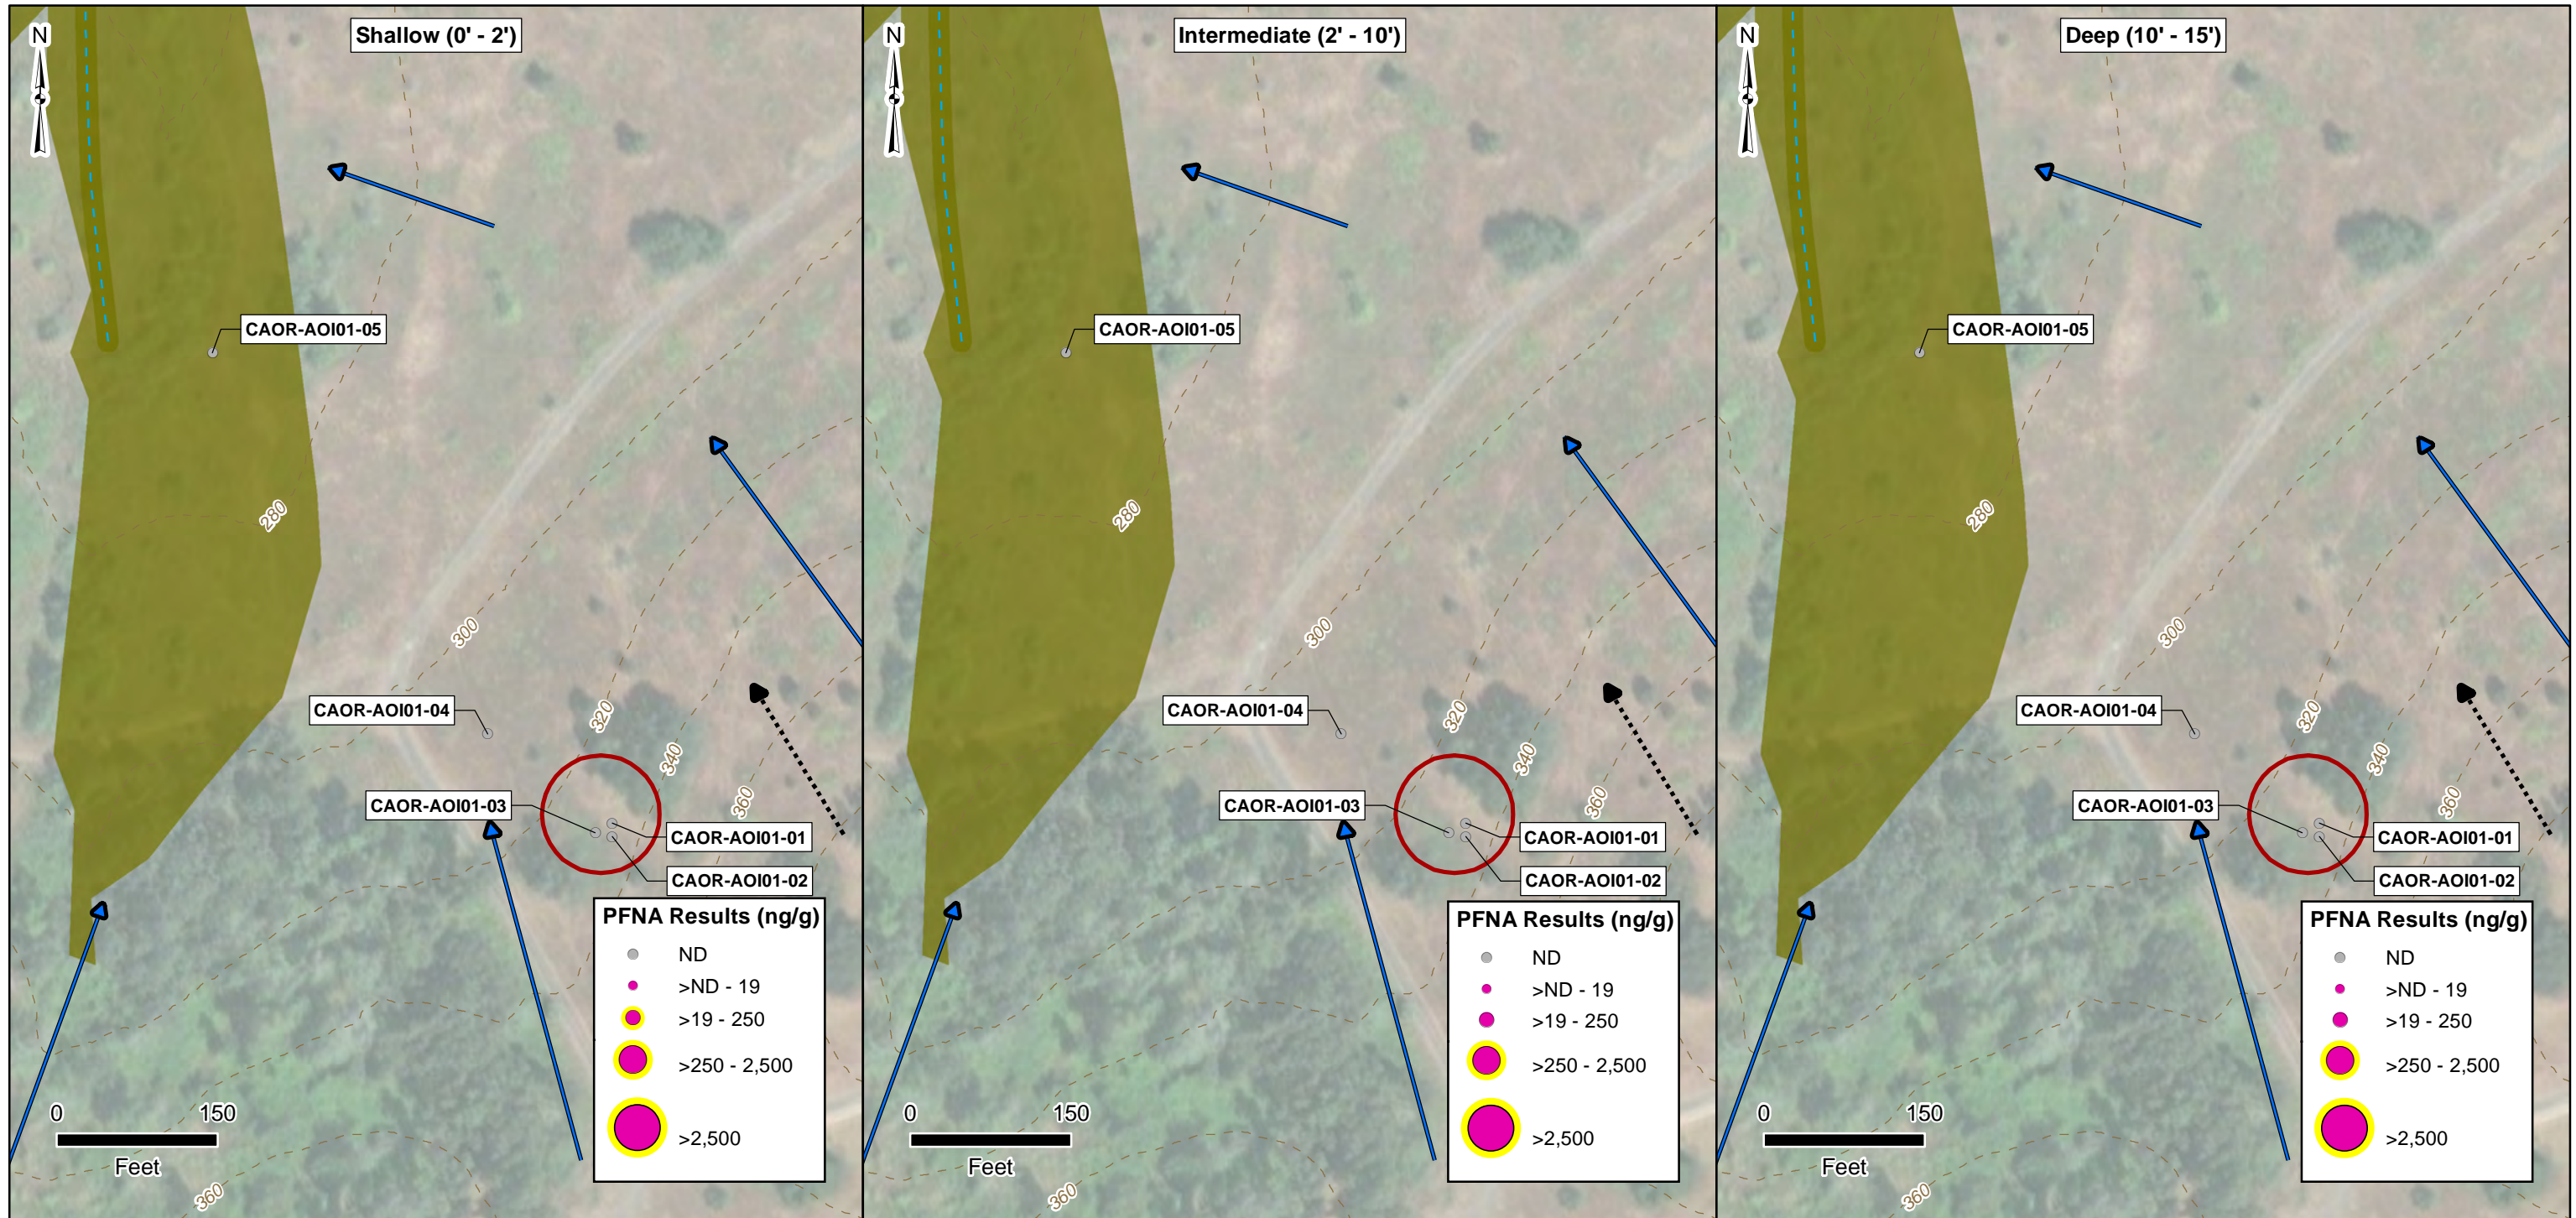 N
Shallow (0' - 2')
CAOR-AOI01-05
280
300
CAOR-AOI01-04
320
340
360
CAOR-AOI01-03
CAOR-AOI01-01
CAOR-AOI01-02
PFNA Results (ng/g)
ND
>ND - 19
>19 - 250
>250 - 2,500
>2,500
0 150
Feet
360
N
Intermediate (2' - 10')
CAOR-AOI01-05
280
300
CAOR-AOI01-04
320
340
360
CAOR-AOI01-03
CAOR-AOI01-01
CAOR-AOI01-02
PFNA Results (ng/g)
ND
>ND - 19
>19 - 250
>250 - 2,500
>2,500
0 150
Feet
360
N
Deep (10' - 15')
CAOR-AOI01-05
280
300
CAOR-AOI01-04
320
340
360
CAOR-AOI01-03
CAOR-AOI01-01
CAOR-AOI01-02
PFNA Results (ng/g)
ND
>ND - 19
>19 - 250
>250 - 2,500
>2,500
0 150
Feet
360